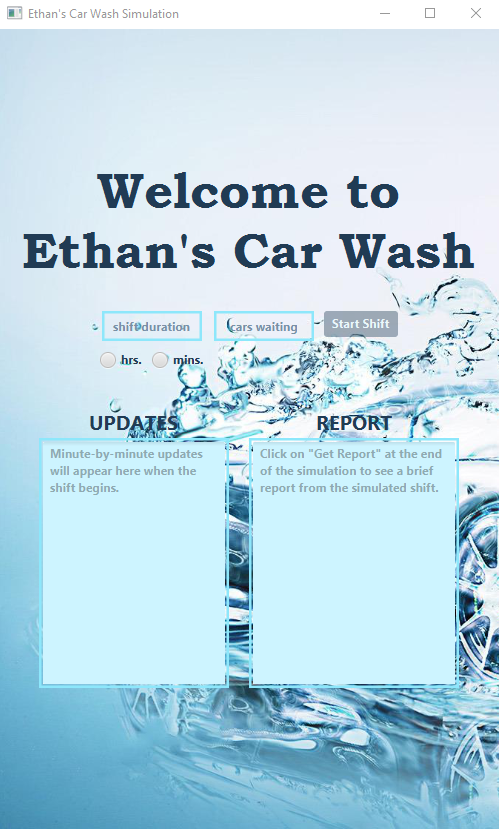 Ethan's Car Wash Simulation
Welcome to
Ethan's Car Wash
shift duration
cars waiting
Start Shift
hrs.
mins.
UPDATES
REPORT
Minute-by-minute updates
will appear here when the
shift begins.
Click on "Get Report" at the end
of the simulation to see a brief
report from the simulated shift.